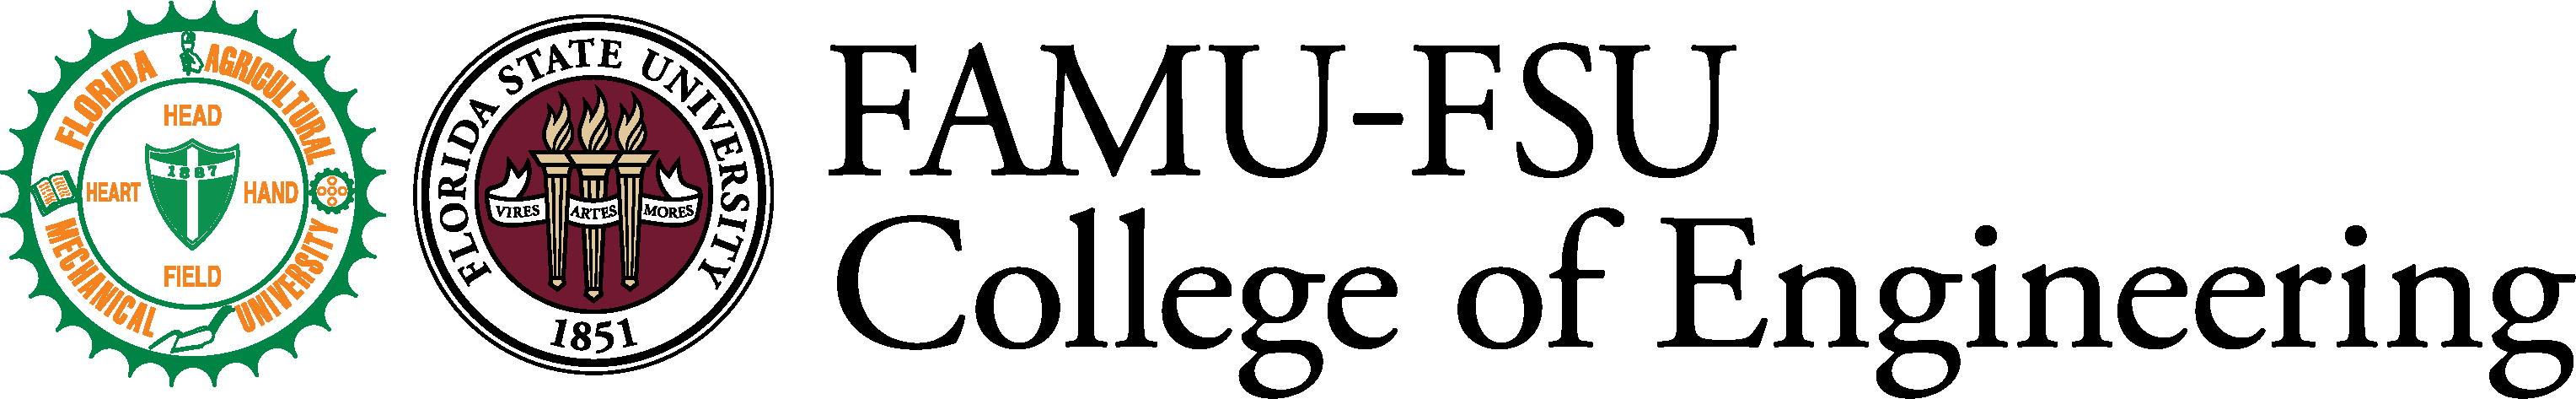 FLORIDA AGRICULTURAL
MECHANICAL UNIVERSITY
HEAD
1887
HEART
HAND
FIELD
FLORIDA STATE UNIVERSITY
VIRES ARTES MORES
1851
FAMU-FSU
College of Engineering